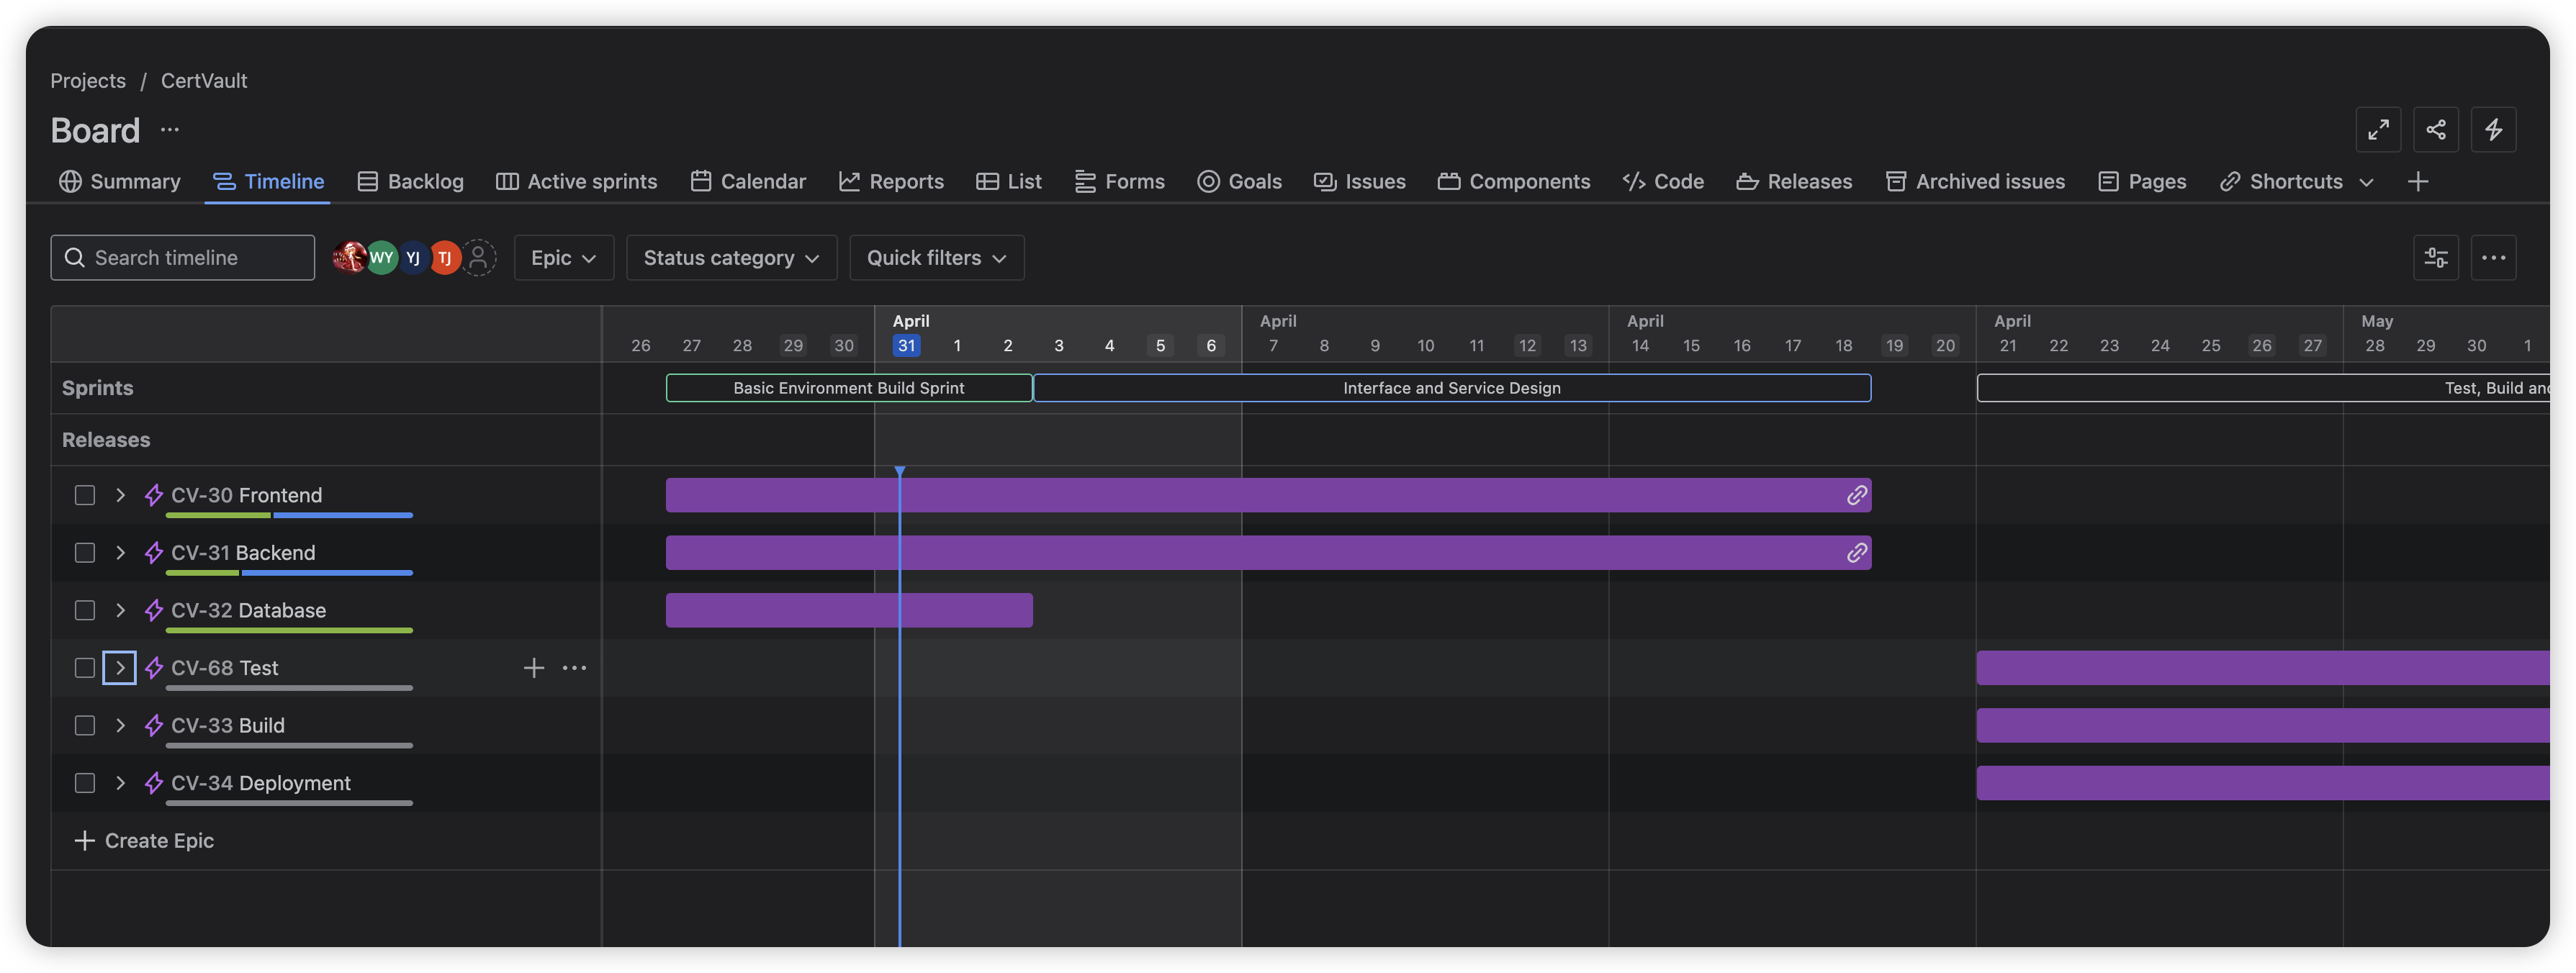 Projects / CertVault
Board
Summary Timeline Backlog Active sprints Calendar Reports List Forms Goals Issues Components Code Releases Archived issues Pages Shortcuts
Search timeline WY YJ TJ Epic Status category Quick filters
April April April April May
26 27 28 29 30 31 1 2 3 4 5 6 7 8 9 10 11 12 13 14 15 16 17 18 19 20 21 22 23 24 25 26 27 28 29 30 1
Sprints Basic Environment Build Sprint Interface and Service Design Test, Build and
Releases
CV-30 Frontend
CV-31 Backend
CV-32 Database
CV-68 Test
CV-33 Build
CV-34 Deployment
Create Epic